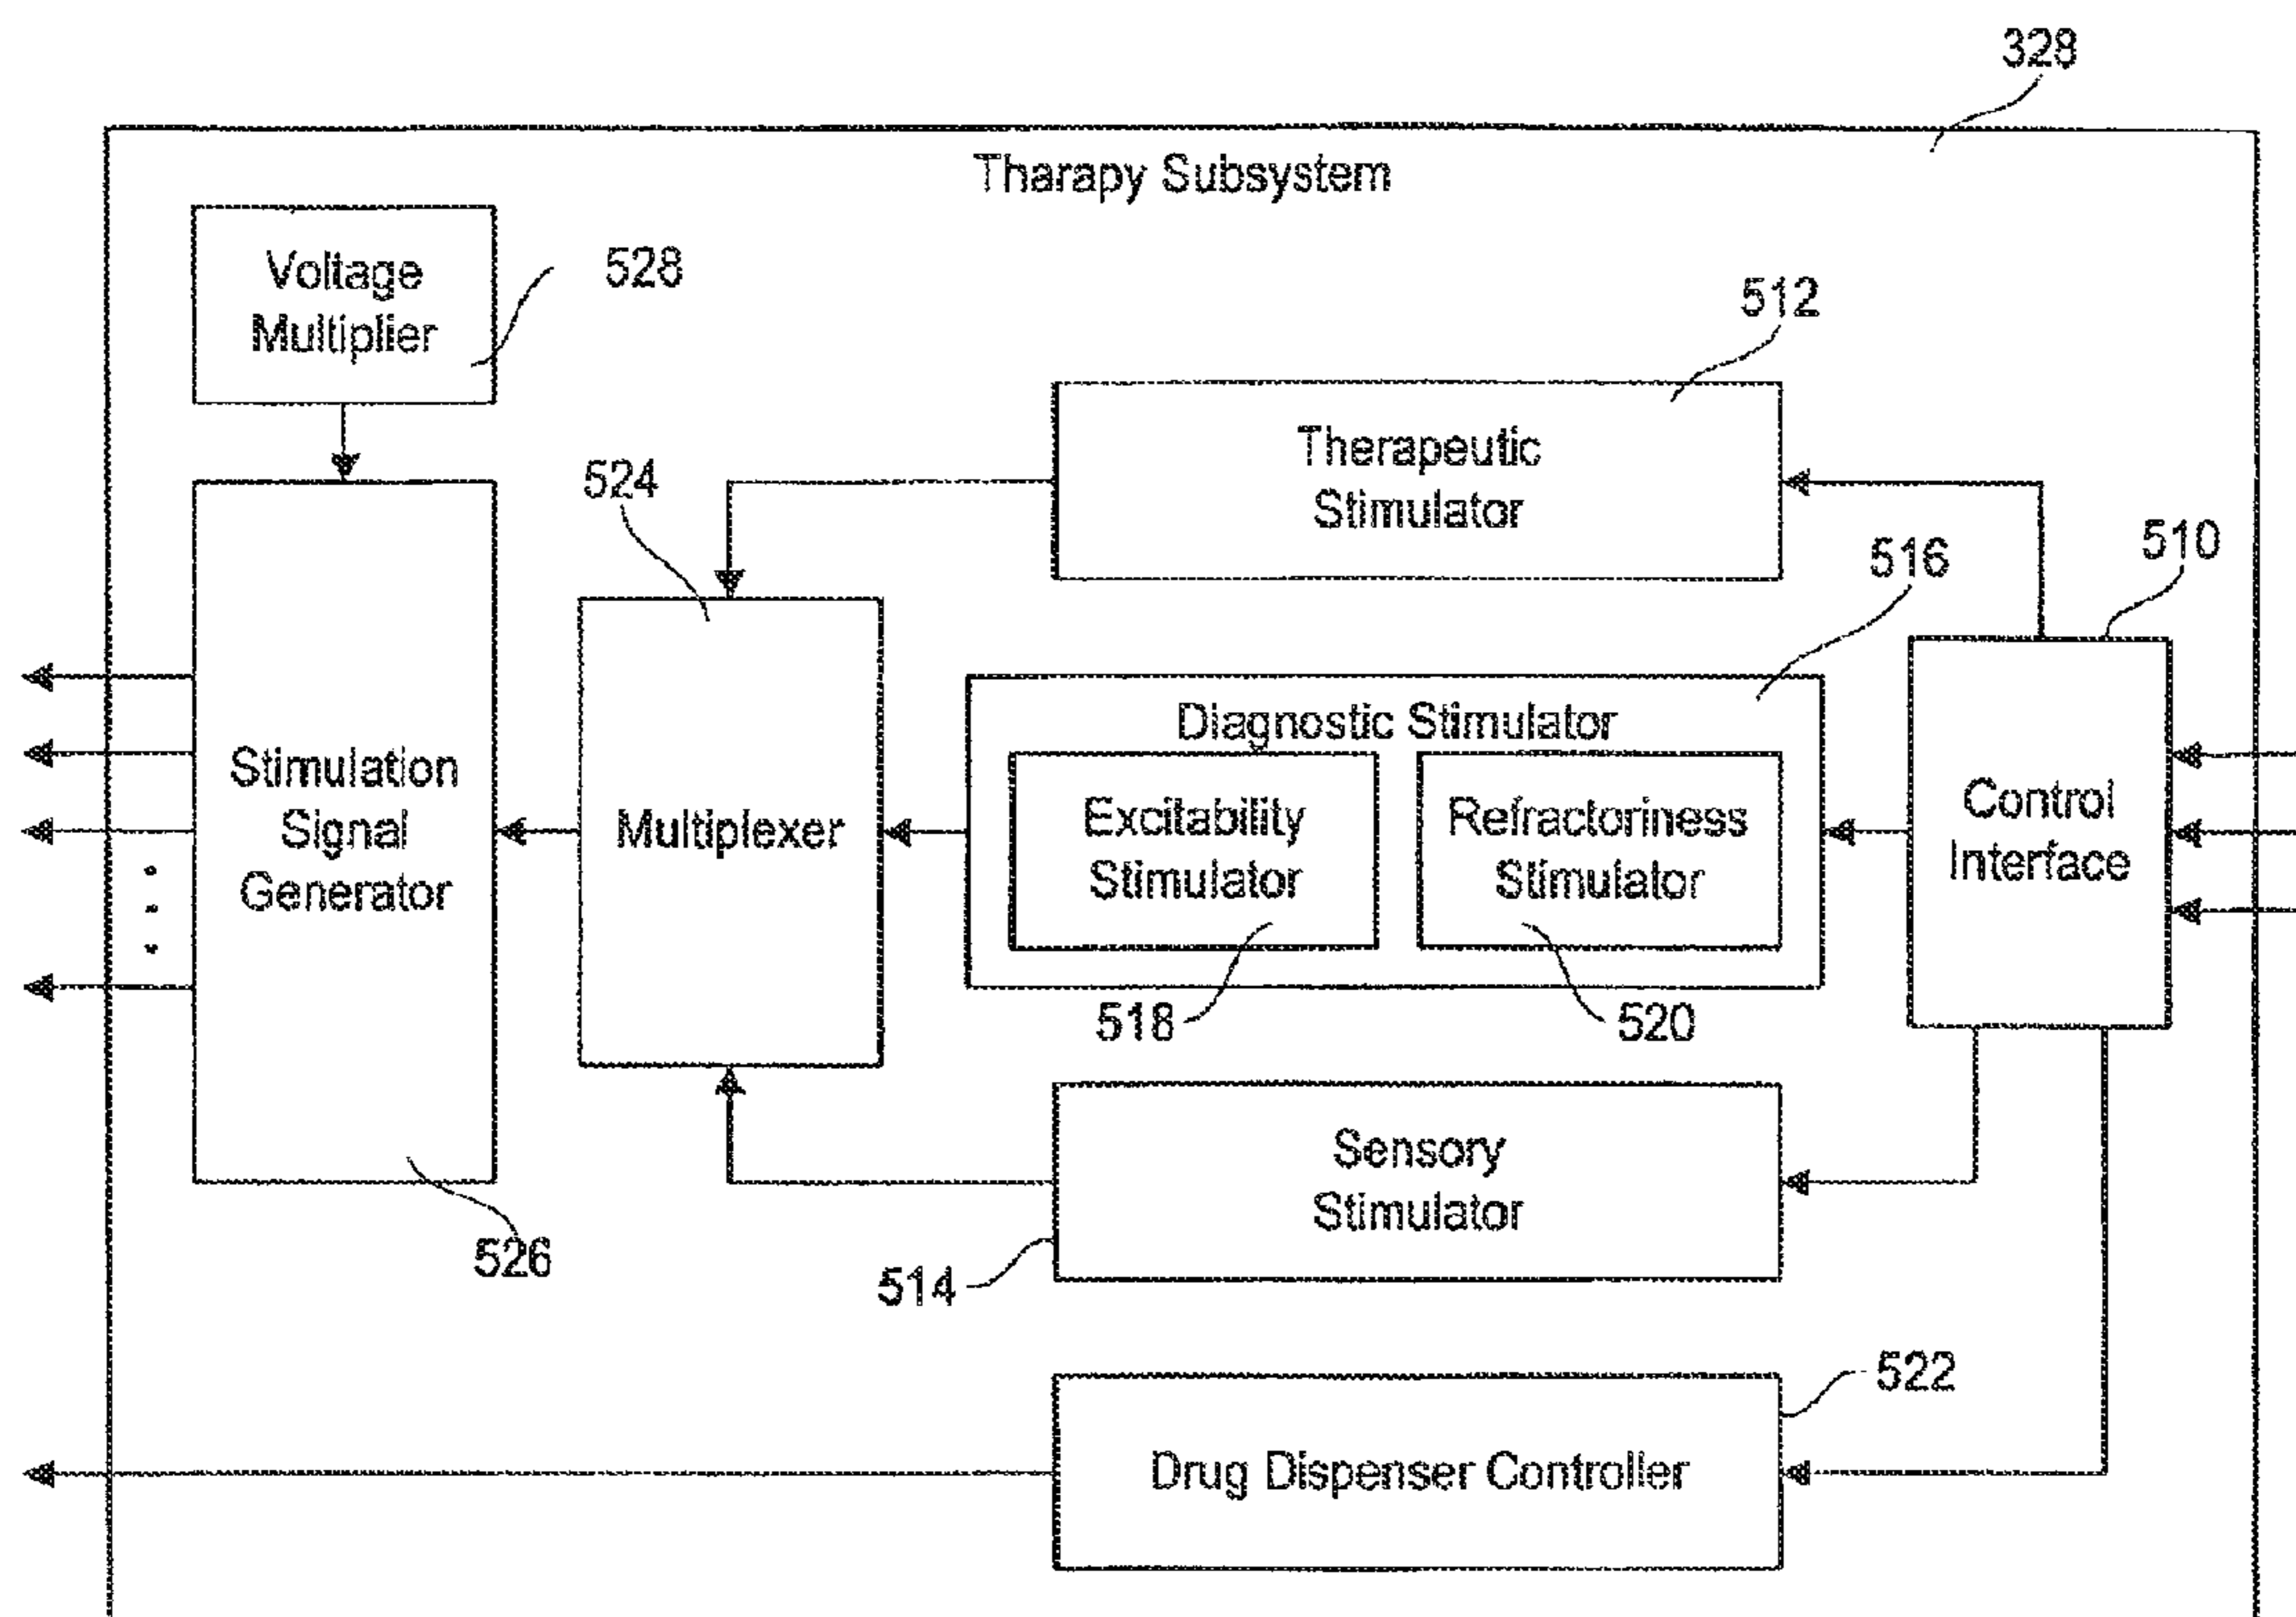 328
Tharapy Subsystem
Voltage
Multiplier
528
512
Therapeutic
Stimulator
524
516
510
Stimulation
Signal
Generator
Multiplexer
Diagnostic Stimulator
Excitability
Stimulator
Refractoriness
Stimulator
Control
Interface
518
520
Sensory
Stimulator
526
514
522
Drug Dispenser Controller